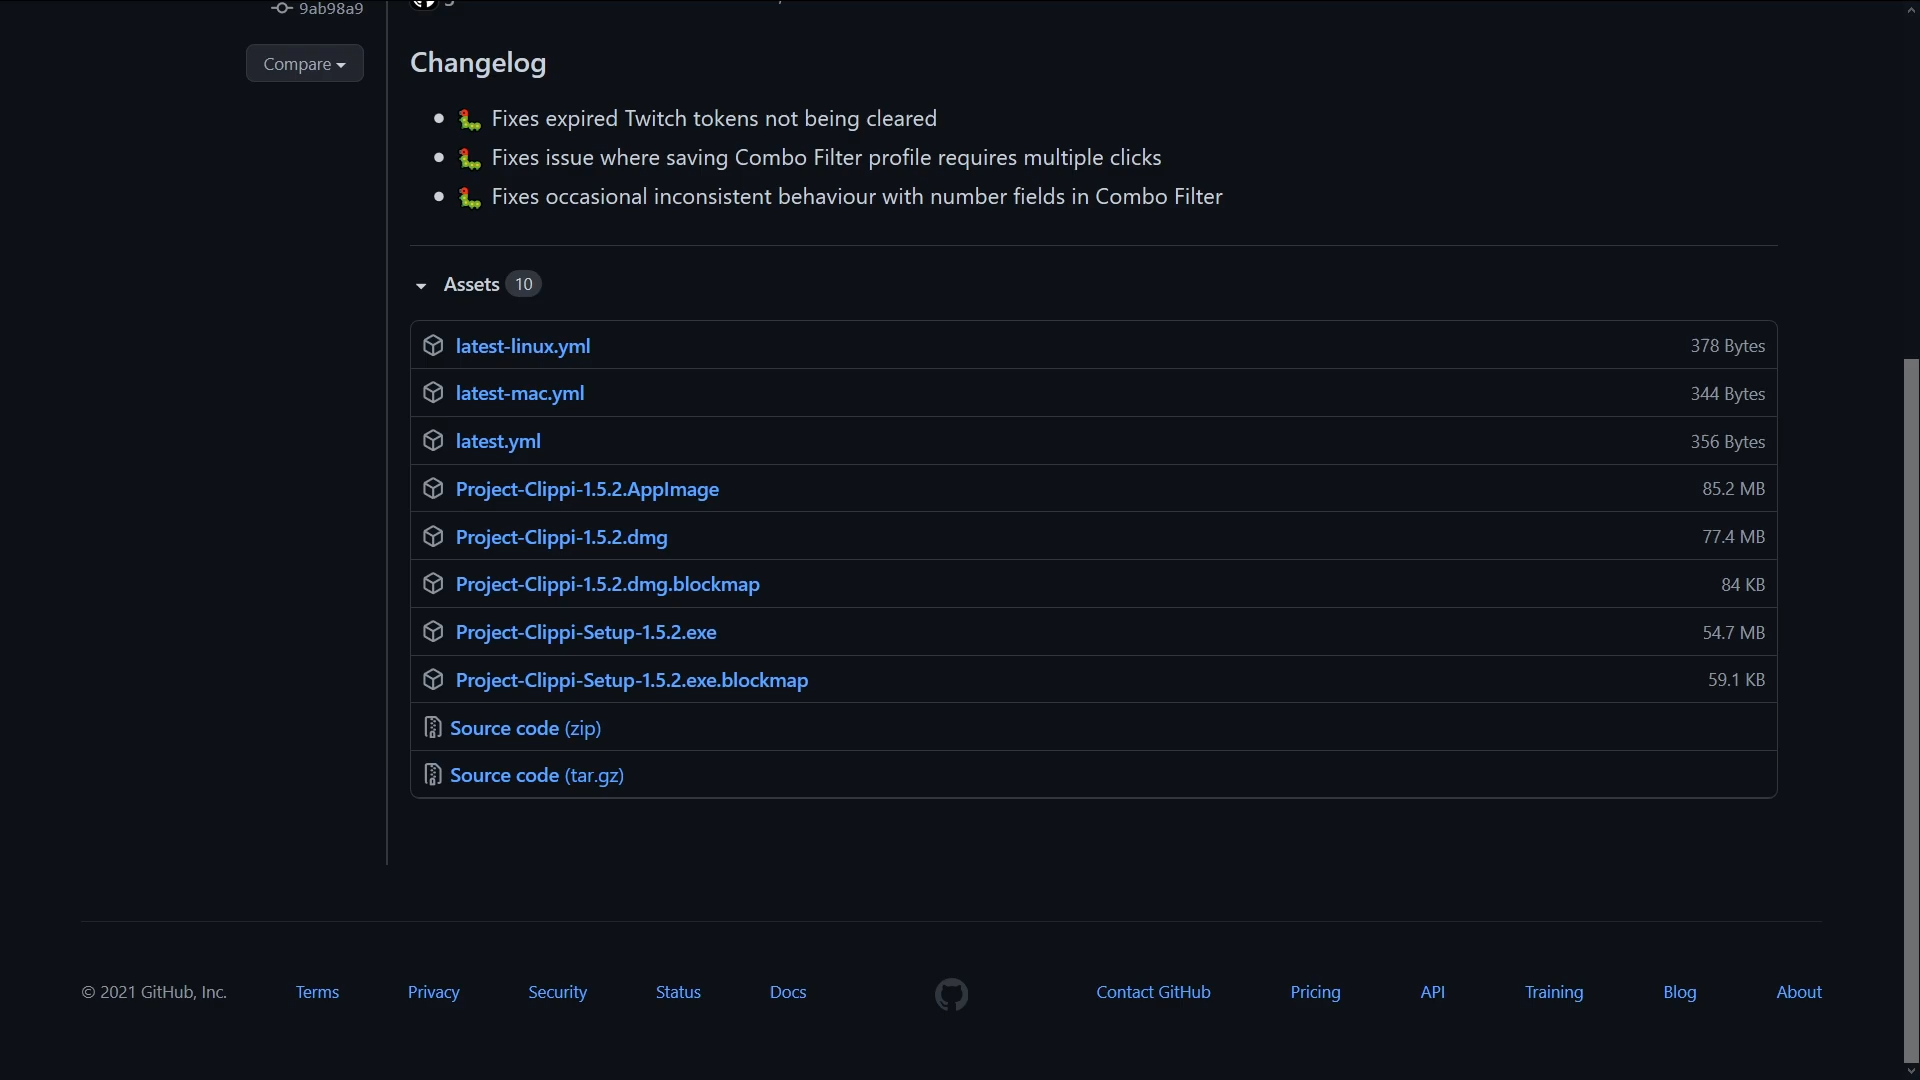 9ab98a9
Compare
Changelog
Fixes expired Twitch tokens not being cleared
Fixes issue where saving Combo Filter profile requires multiple clicks
Fixes occasional inconsistent behaviour with number fields in Combo Filter
Assets 10
latest-linux.yml 378 Bytes
latest-mac.yml 344 Bytes
latest.yml 356 Bytes
Project-Clippi-1.5.2.AppImage 85.2 MB
Project-Clippi-1.5.2.dmg 77.4 MB
Project-Clippi-1.5.2.dmg.blockmap 84 KB
Project-Clippi-Setup-1.5.2.exe 54.7 MB
Project-Clippi-Setup-1.5.2.exe.blockmap 59.1 KB
Source code (zip)
Source code (tar.gz)
© 2021 GitHub, Inc. Terms Privacy Security Status Docs Contact GitHub Pricing API Training Blog About